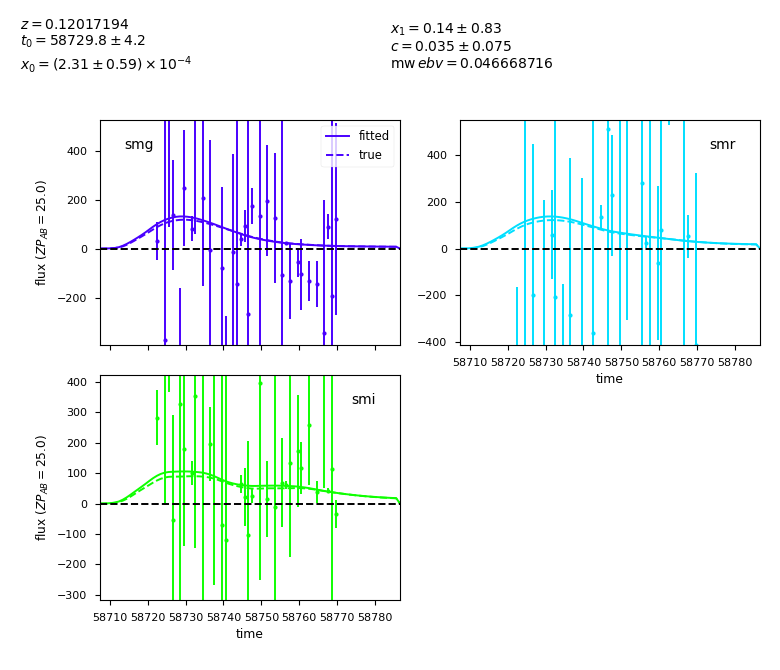 z = 0.12017194
t₀ = 58729.8 ± 4.2
x₀ = (2.31 ± 0.59) × 10⁻⁴
x₁ = 0.14 ± 0.83
c = 0.035 ± 0.075
mw ebv = 0.046668716
smg
fitted
true
400
200
0
−200
flux (ZP_AB = 25.0)
smr
400
200
0
−200
−400
58710 58720 58730 58740 58750 58760 58770 58780
time
smi
400
300
200
100
0
−100
−200
−300
flux (ZP_AB = 25.0)
58710 58720 58730 58740 58750 58760 58770 58780
time